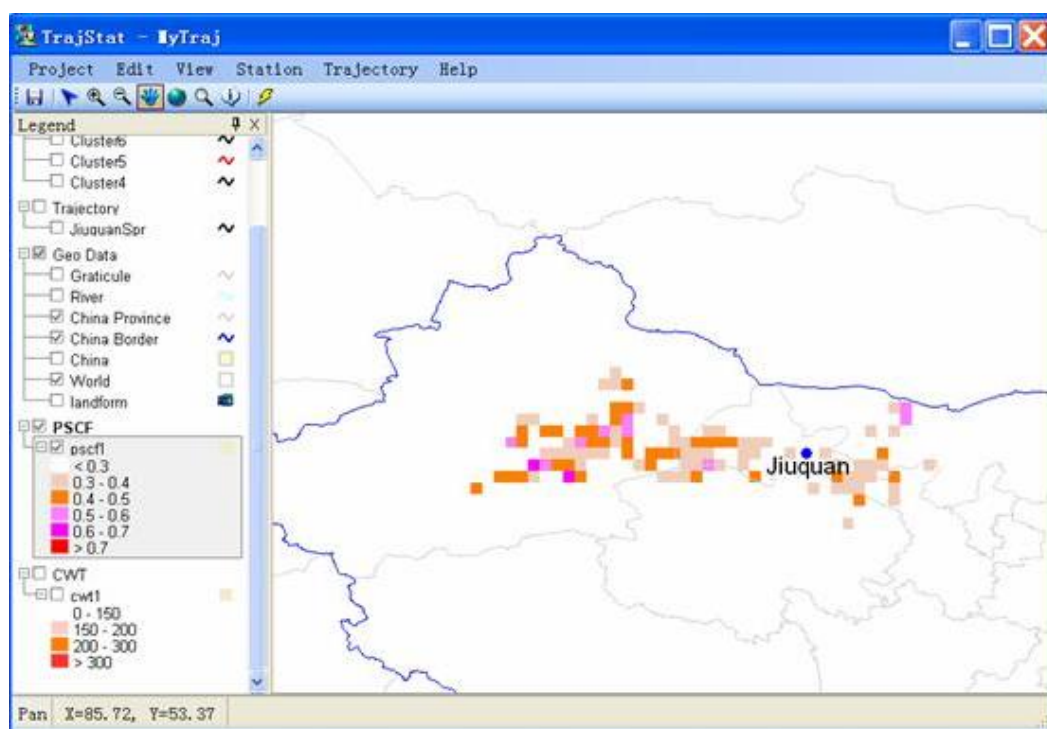 TrajStat - MyTraj
Project Edit View Station Trajectory Help
Legend
Cluster6
Cluster5
Cluster4
Trajectory
JiuquanSpr
Geo Data
Graticule
River
China Province
China Border
China
World
landform
PSCF
pscf1
< 0.3
0.3 - 0.4
0.4 - 0.5
0.5 - 0.6
0.6 - 0.7
> 0.7
CWT
cwt1
0 - 150
150 - 200
200 - 300
> 300
Jiuquan
Pan X=85.72, Y=53.37